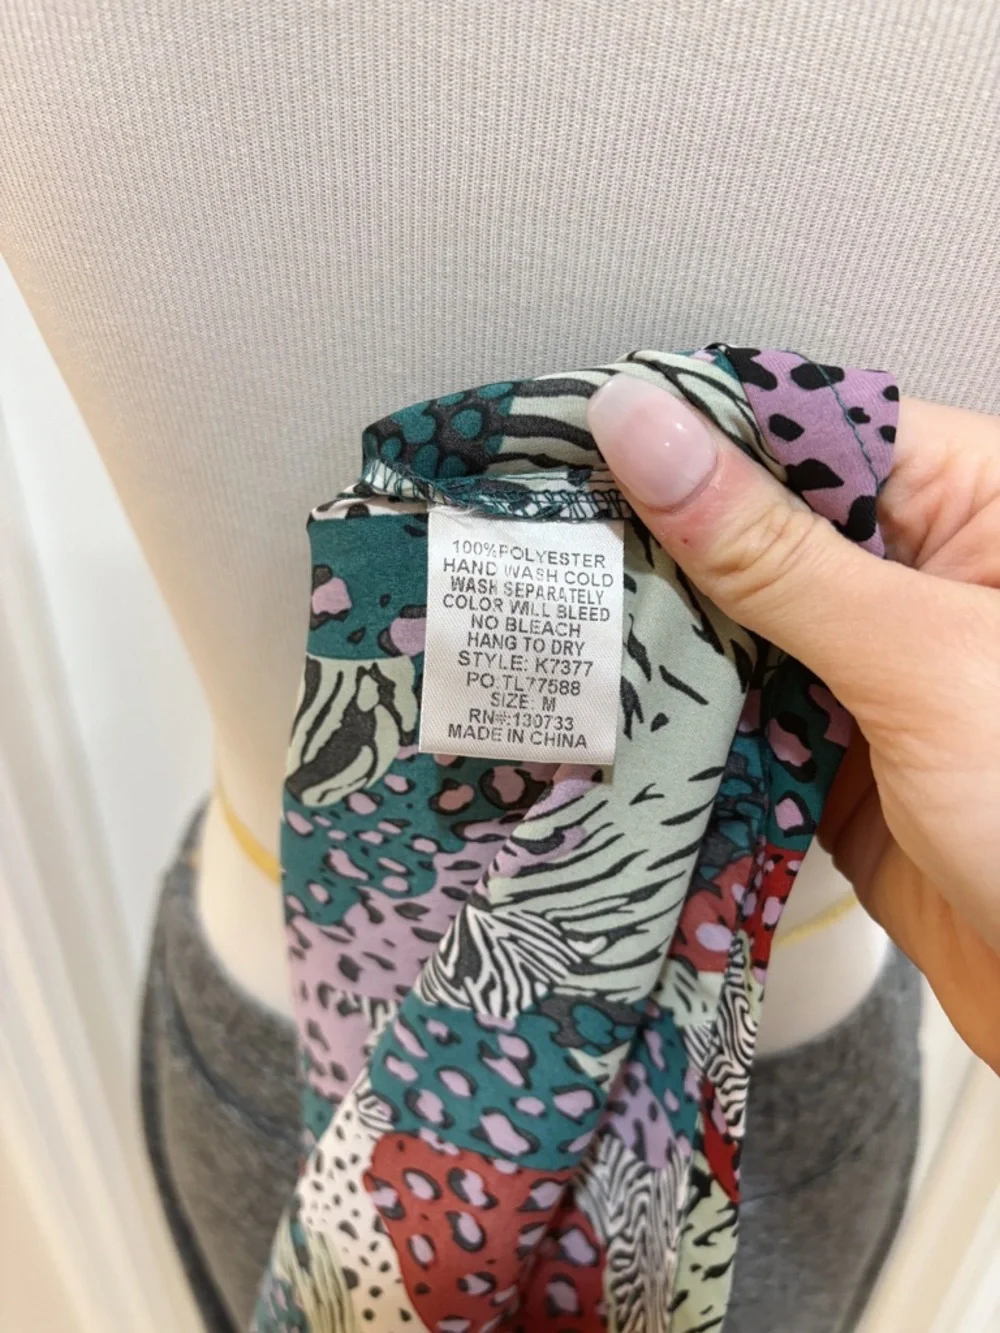 100%POLYESTER
HAND WASH COLD
WASH SEPARATELY
COLOR WILL BLEED
NO BLEACH
HANG TO DRY
STYLE: K7377
PO:TL77588
SIZE: M
RN#:130733
MADE IN CHINA